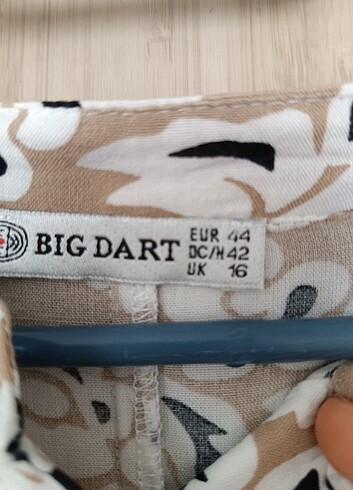 BIG DART
EUR 44
DC/H 42
UK 16